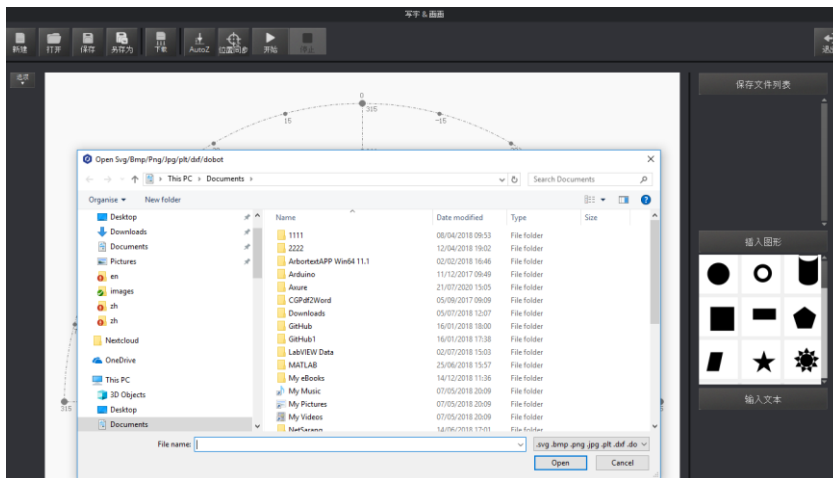 写字 & 画画
新建 打开 保存 另存为 下载 AutoZ 位置同步 开始 停止
选项
保存文件列表
0
315
15 -15
Open Svg/Bmp/Png/Jpg/plt/dxf/dobot
This PC > Documents >
Search Documents
Organise New folder
Name Date modified Type Size
Desktop
Downloads
Documents
Pictures
en
images
zh
zh
Nextcloud
OneDrive
This PC
3D Objects
Desktop
Documents
1111 08/04/2018 09:53 File folder
2222 12/04/2018 19:02 File folder
ArbortextAPP Win64 11.1 02/02/2018 16:46 File folder
Arduino 11/12/2017 09:49 File folder
Axure 21/07/2020 15:05 File folder
CGPdf2Word 05/09/2017 09:09 File folder
Downloads 05/07/2018 12:07 File folder
GitHub 16/01/2018 18:00 File folder
GitHub1 16/01/2018 17:38 File folder
LabVIEW Data 02/07/2018 15:03 File folder
MATLAB 25/06/2018 15:57 File folder
My eBooks 14/12/2018 11:36 File folder
My Music 07/05/2018 20:09 File folder
My Pictures 07/05/2018 20:09 File folder
My Videos 07/05/2018 20:09 File folder
NetSarang 14/06/2018 17:01 File folder
File name: .svg .bmp .png .jpg .plt .dxf .do
Open Cancel
315
插入图形
输入文本